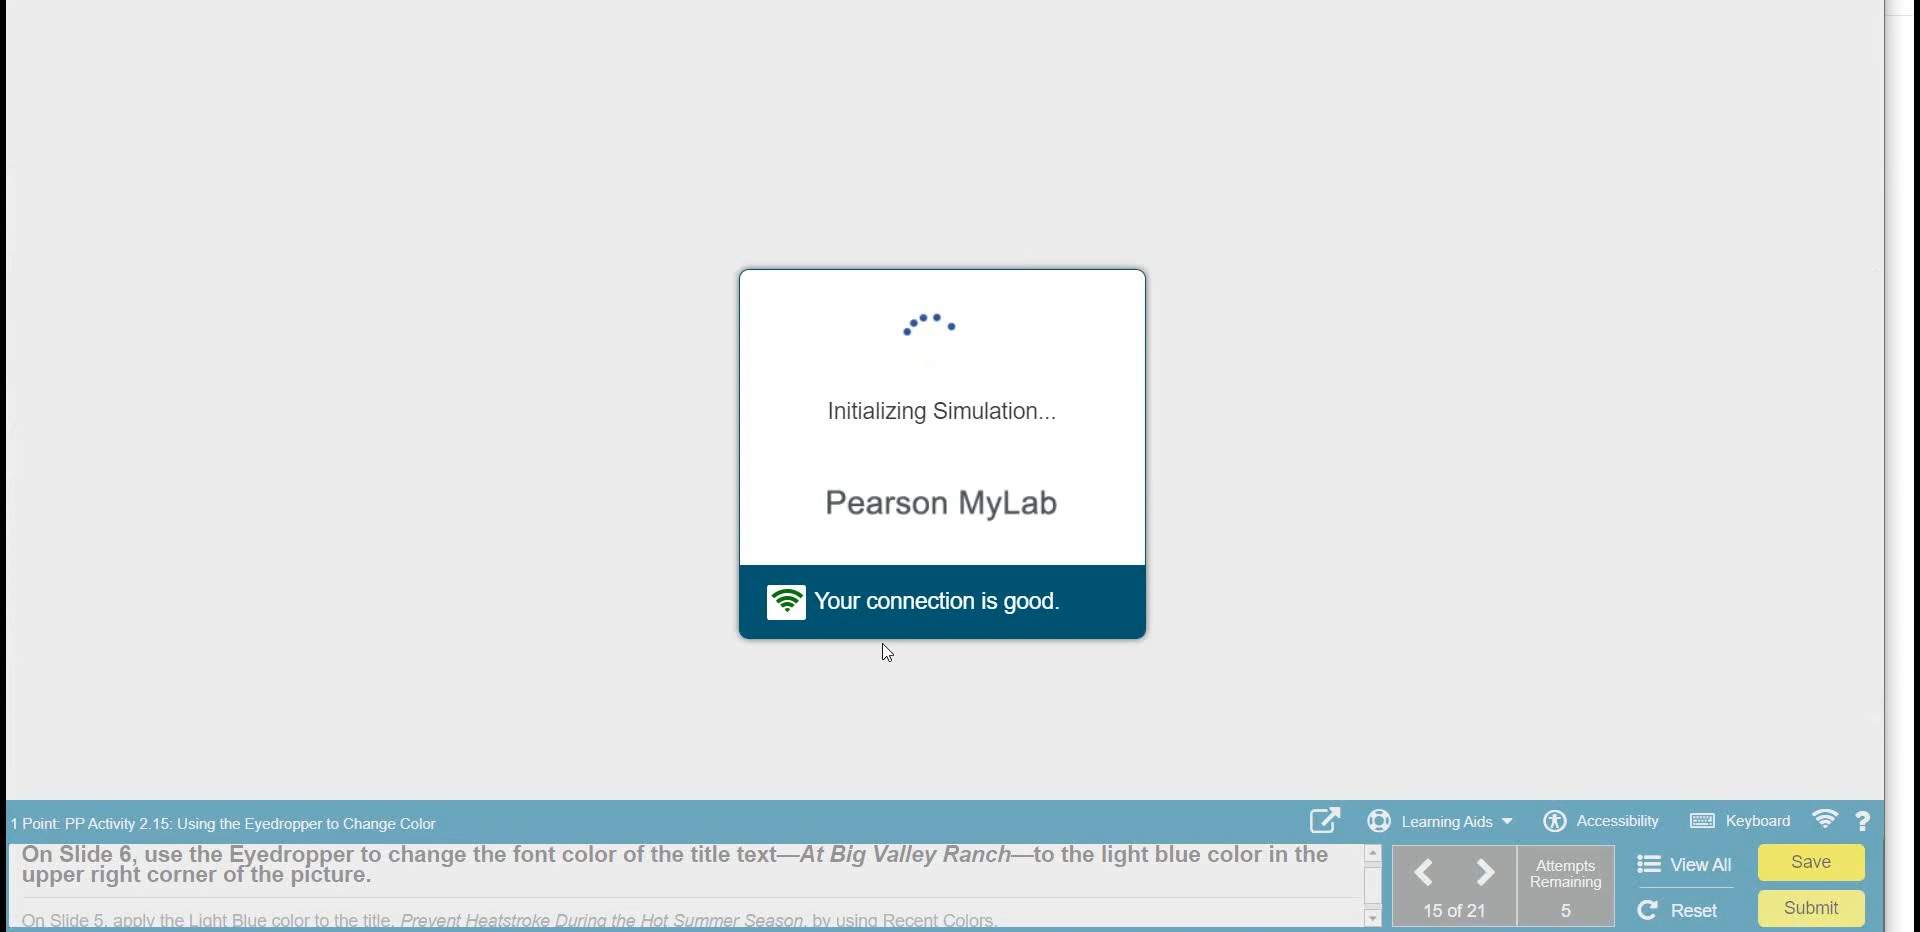 Initializing Simulation...
Pearson MyLab
Your connection is good.
1 Point: PP Activity 2.15: Using the Eyedropper to Change Color
Learning Aids
Accessibility
Keyboard
?
On Slide 6, use the Eyedropper to change the font color of the title text—At Big Valley Ranch—to the light blue color in the
upper right corner of the picture.
On Slide 5, apply the Light Blue color to the title, Prevent Heatstroke During the Hot Summer Season, by using Recent Colors.
15 of 21
Attempts
Remaining
5
View All
Reset
Save
Submit